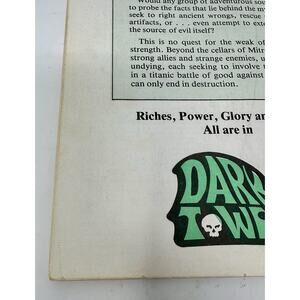 Would any group of adventurous sou
to probe the facts that lie behind the my
seek to right ancient wrongs, rescue
artifacts, or . . . even attempt to exte
the source of evil itself?
This is no quest for the weak of
strength. Beyond the cellars of Mitr
strong allies and strange enemies, u
undying, each seeking to involve t
in a titanic battle of good against
can only end in destruction.
Riches, Power, Glory a
All are in
DARK
TOWE